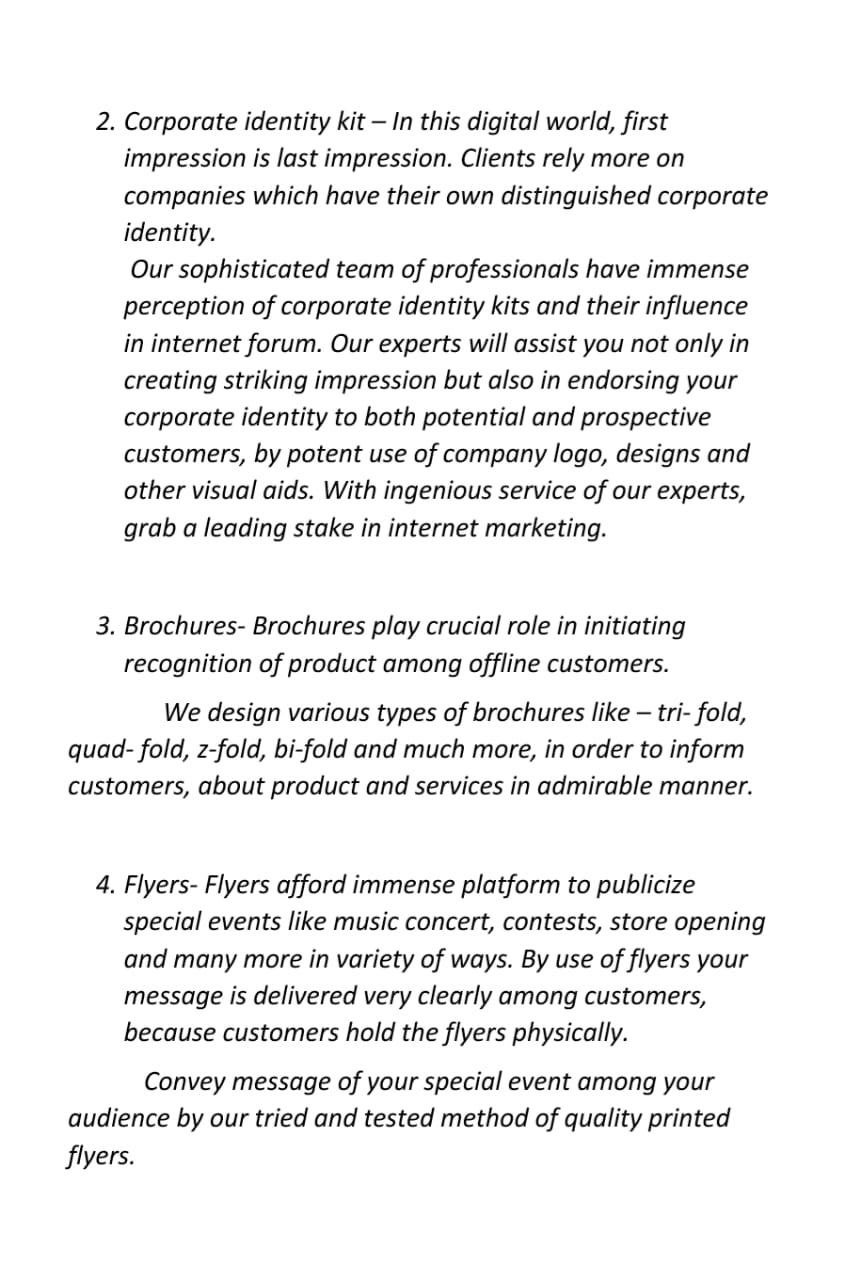 2. Corporate identity kit – In this digital world, first
impression is last impression. Clients rely more on
companies which have their own distinguished corporate
identity.
Our sophisticated team of professionals have immense
perception of corporate identity kits and their influence
in internet forum. Our experts will assist you not only in
creating striking impression but also in endorsing your
corporate identity to both potential and prospective
customers, by potent use of company logo, designs and
other visual aids. With ingenious service of our experts,
grab a leading stake in internet marketing.
3. Brochures- Brochures play crucial role in initiating
recognition of product among offline customers.
We design various types of brochures like – tri- fold,
quad- fold, z-fold, bi-fold and much more, in order to inform
customers, about product and services in admirable manner.
4. Flyers- Flyers afford immense platform to publicize
special events like music concert, contests, store opening
and many more in variety of ways. By use of flyers your
message is delivered very clearly among customers,
because customers hold the flyers physically.
Convey message of your special event among your
audience by our tried and tested method of quality printed
flyers.